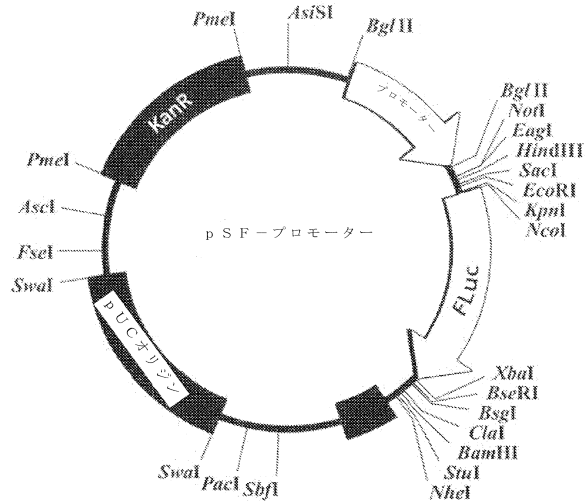 PmeI
AsiSI
BglII
KanR
プロモーター
BglII
NotI
EagI
HindIII
SacI
EcoRI
KpnI
NcoI
PmeI
AscI
FseI
SwaI
pSF-プロモーター
FLuc
pUCオリジン
XbaI
BseRI
BsgI
ClaI
BamIII
StuI
NheI
SwaI
PacI
SbfI